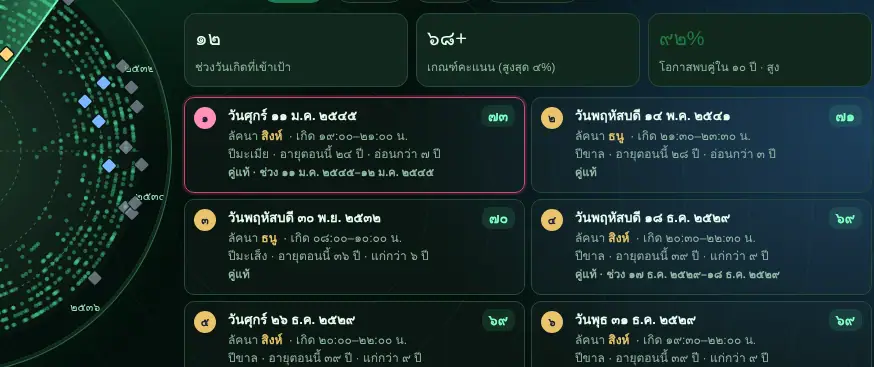 ๒๕๓๒
๒๕๓๖
๑๒
ช่วงวันเกิดที่เข้าเป้า
๖๘+
เกณฑ์คะแนน (สูงสุด ๔%)
๙๒%
โอกาสพบคู่ใน ๑๐ ปี · สูง
๑
วันศุกร์ ๑๑ ม.ค. ๒๕๔๕
๗๓
ลัคนา สิงห์ · เกิด ๑๙:๐๐–๒๑:๐๐ น.
ปีมะเมีย · อายุตอนนี้ ๒๔ ปี · อ่อนกว่า ๗ ปี
คู่แท้ · ช่วง ๑๑ ม.ค. ๒๕๔๕–๑๒ ม.ค. ๒๕๔๕
๒
วันพฤหัสบดี ๑๔ พ.ค. ๒๕๔๑
๗๑
ลัคนา ธนู · เกิด ๒๑:๓๐–๒๓:๓๐ น.
ปีขาล · อายุตอนนี้ ๒๘ ปี · อ่อนกว่า ๓ ปี
คู่แท้
๓
วันพฤหัสบดี ๓๐ พ.ย. ๒๕๓๒
๗๐
ลัคนา ธนู · เกิด ๐๘:๐๐–๑๐:๐๐ น.
ปีมะเส็ง · อายุตอนนี้ ๓๖ ปี · แก่กว่า ๖ ปี
คู่แท้
๔
วันพฤหัสบดี ๑๘ ธ.ค. ๒๕๒๙
๖๙
ลัคนา สิงห์ · เกิด ๒๐:๓๐–๒๒:๓๐ น.
ปีขาล · อายุตอนนี้ ๓๙ ปี · แก่กว่า ๙ ปี
คู่แท้ · ช่วง ๑๗ ธ.ค. ๒๕๒๙–๑๘ ธ.ค. ๒๕๒๙
๕
วันศุกร์ ๒๖ ธ.ค. ๒๕๒๙
๖๙
ลัคนา สิงห์ · เกิด ๒๐:๐๐–๒๒:๐๐ น.
ปีขาล · อายุตอนนี้ ๓๙ ปี · แก่กว่า ๙ ปี
๖
วันพุธ ๓๑ ธ.ค. ๒๕๒๙
๖๙
ลัคนา สิงห์ · เกิด ๑๙:๓๐–๒๑:๓๐ น.
ปีขาล · อายุตอนนี้ ๓๙ ปี · แก่กว่า ๙ ปี